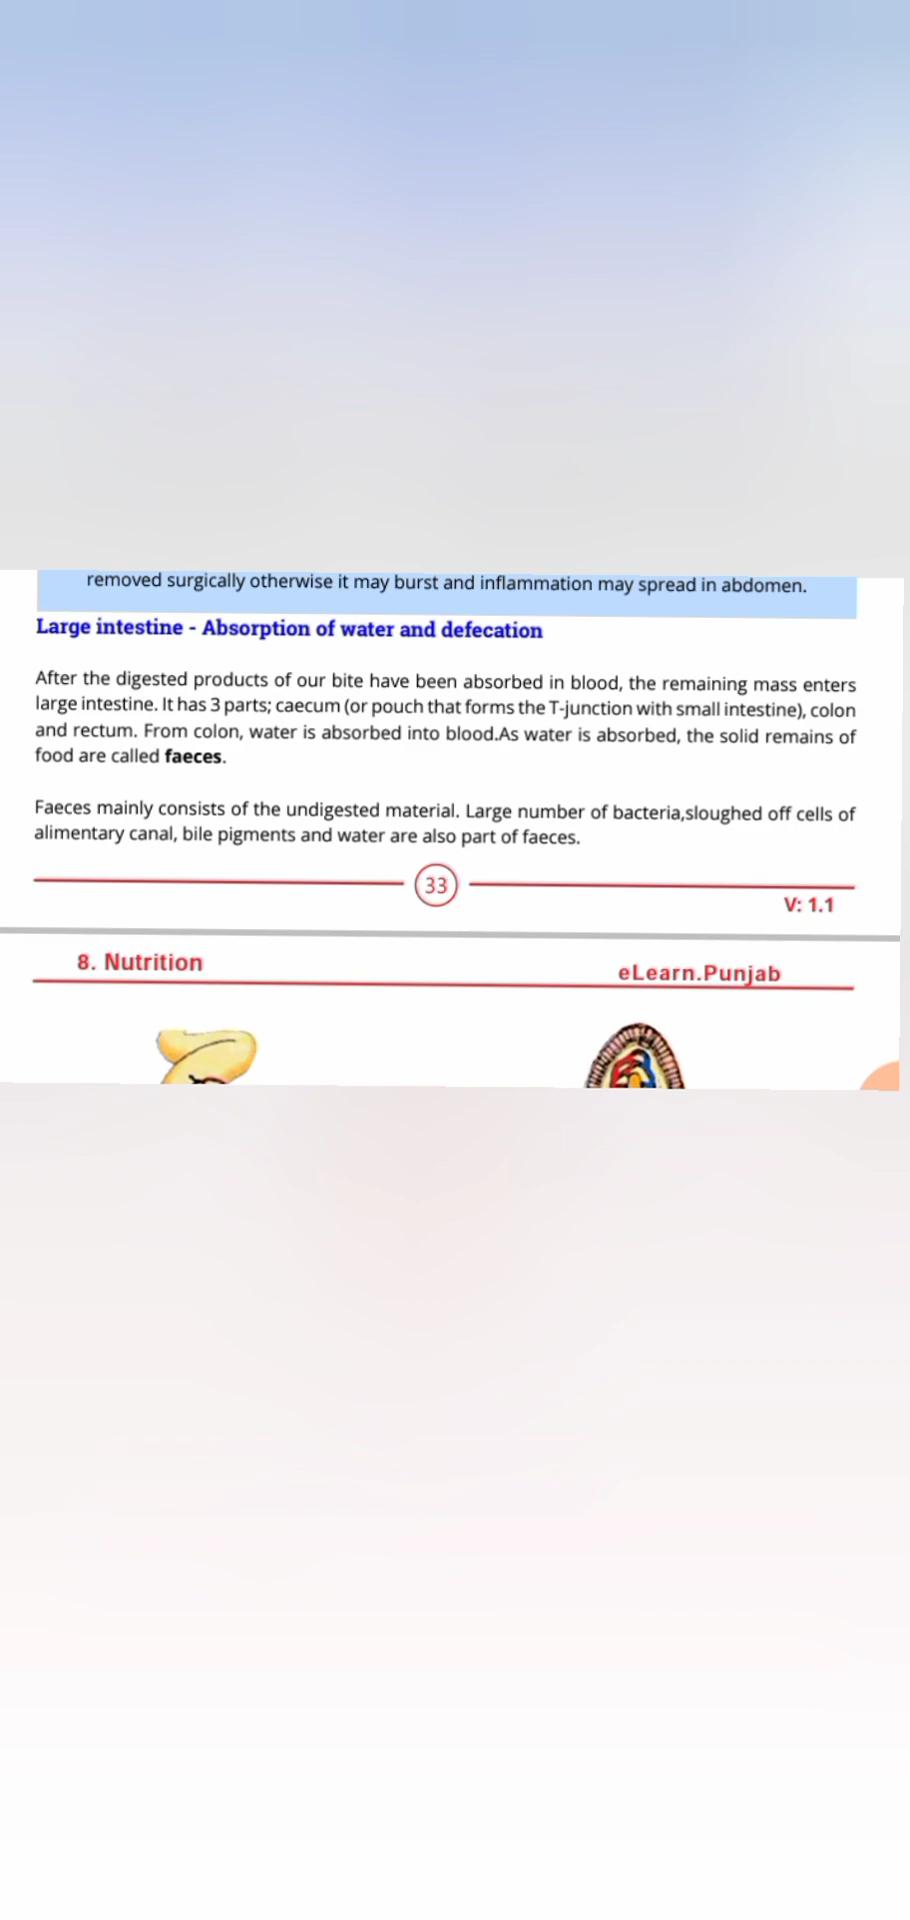 removed surgically otherwise it may burst and inflammation may spread in abdomen.
Large intestine - Absorption of water and defecation
After the digested products of our bite have been absorbed in blood, the remaining mass enters
large intestine. It has 3 parts; caecum (or pouch that forms the T-junction with small intestine), colon
and rectum. From colon, water is absorbed into blood.As water is absorbed, the solid remains of
food are called faeces.
Faeces mainly consists of the undigested material. Large number of bacteria,sloughed off cells of
alimentary canal, bile pigments and water are also part of faeces.
33
V: 1.1
8. Nutrition
eLearn.Punjab